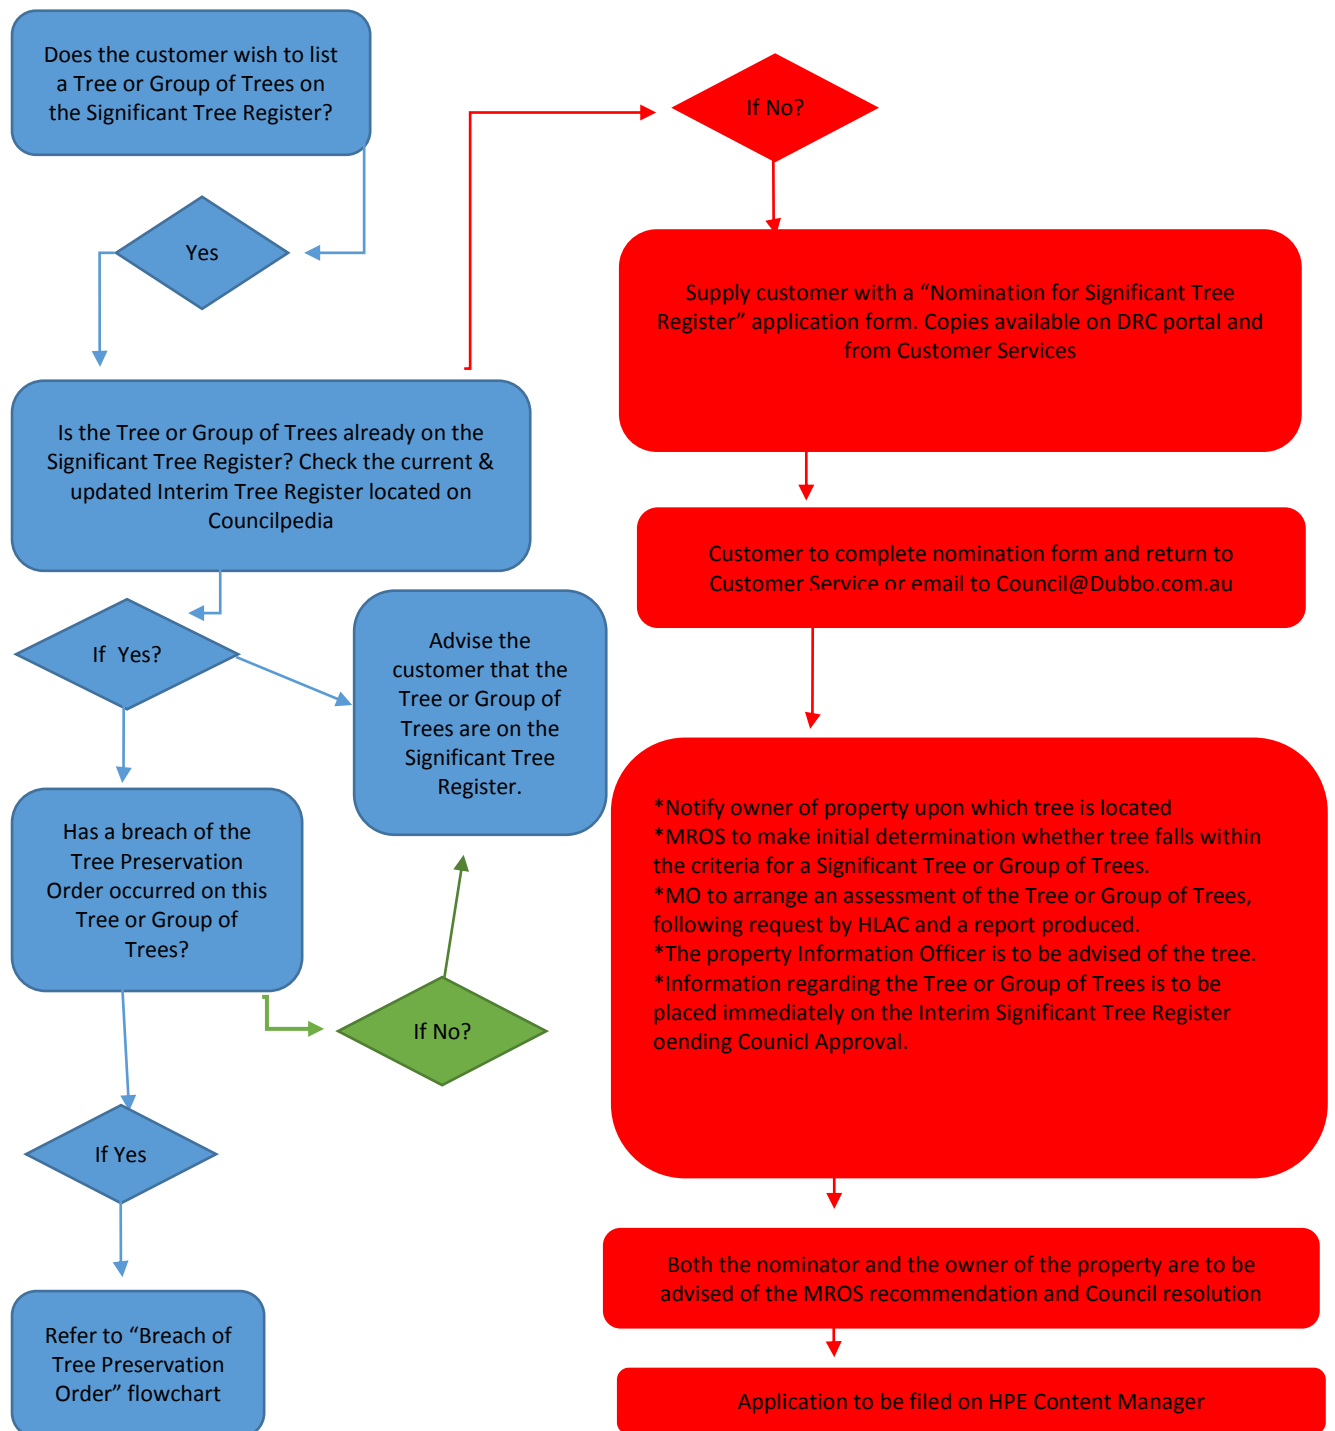 Does the customer wish to list
a Tree or Group of Trees on
the Significant Tree Register?
Yes
Is the Tree or Group of Trees already on the
Significant Tree Register? Check the current &
updated Interim Tree Register located on
Councilpedia
If Yes?
Advise the
customer that the
Tree or Group of
Trees are on the
Significant Tree
Register.
Has a breach of the
Tree Preservation
Order occurred on this
Tree or Group of
Trees?
If No?
If Yes
Refer to “Breach of
Tree Preservation
Order” flowchart
If No?
Supply customer with a “Nomination for Significant Tree
Register” application form. Copies available on DRC portal and
from Customer Services
Customer to complete nomination form and return to
Customer Service or email to Council@Dubbo.com.au
*Notify owner of property upon which tree is located
*MROS to make initial determination whether tree falls within
the criteria for a Significant Tree or Group of Trees.
*MO to arrange an assessment of the Tree or Group of Trees,
following request by HLAC and a report produced.
*The property Information Officer is to be advised of the tree.
*Information regarding the Tree or Group of Trees is to be
placed immediately on the Interim Significant Tree Register
oending Counicl Approval.
Both the nominator and the owner of the property are to be
advised of the MROS recommendation and Council resolution
Application to be filed on HPE Content Manager